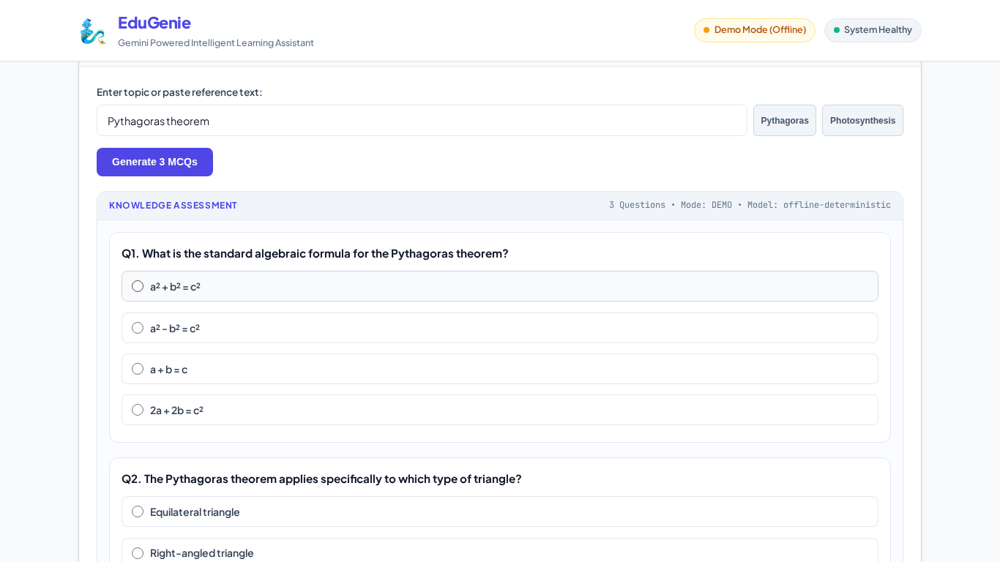 EduGenie
Gemini Powered Intelligent Learning Assistant
Demo Mode (Offline)
System Healthy
Enter topic or paste reference text:
Pythagoras theorem
Pythagoras
Photosynthesis
Generate 3 MCQs
KNOWLEDGE ASSESSMENT
3 Questions • Mode: DEMO • Model: offline-deterministic
Q1. What is the standard algebraic formula for the Pythagoras theorem?
a² + b² = c²
a² - b² = c²
a + b = c
2a + 2b = c²
Q2. The Pythagoras theorem applies specifically to which type of triangle?
Equilateral triangle
Right-angled triangle